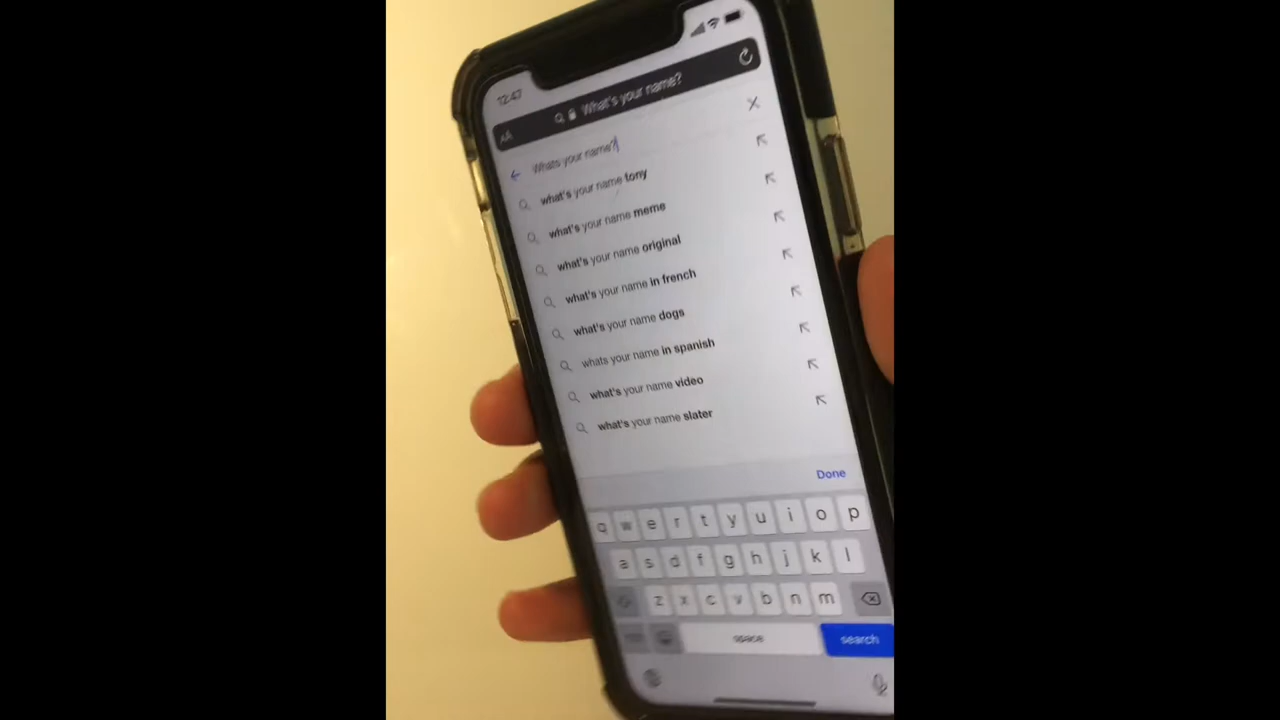 12:47
AA What's your name?
Whats your name?
what's your name tony
what's your name meme
what's your name original
what's your name in french
what's your name dogs
whats your name in spanish
what's your name video
what's your name slater
Done
q w e r t y u i o p
a s d f g h j k l
z x c v b n m
space search